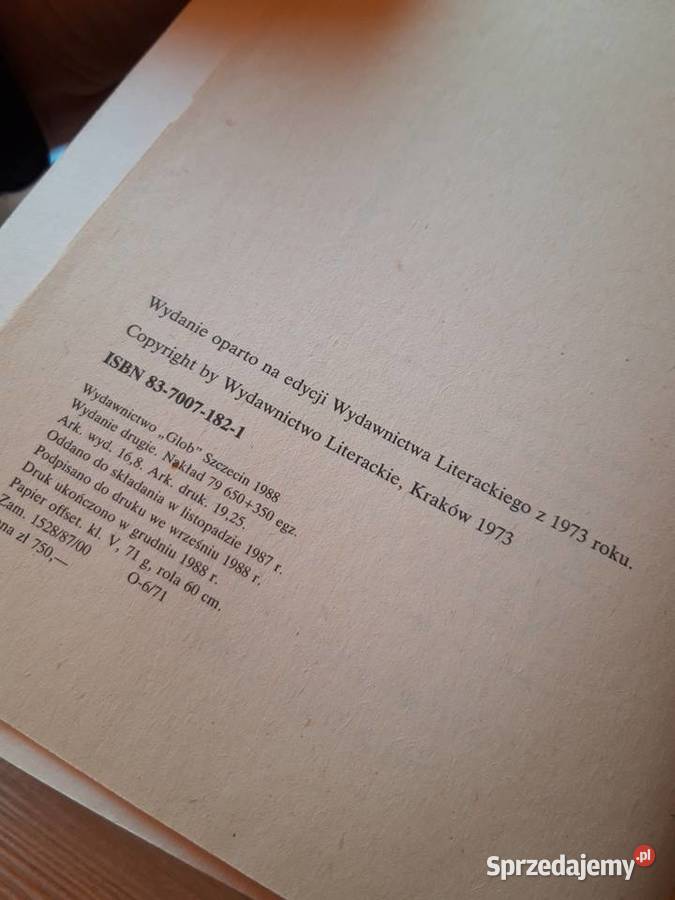 Wydanie oparto na edycji Wydawnictwa Literackiego z 1973 roku.
Copyright by Wydawnictwo Literackie, Kraków 1973
ISBN 83-7007-182-1
Wydawnictwo „Glob” Szczecin 1988
Wydanie drugie. Nakład 79 650+350 egz.
Ark. wyd. 16,8. Ark. druk. 19,25.
Oddano do składania w listopadzie 1987 r.
Podpisano do druku we wrześniu 1988 r.
Druk ukończono w grudniu 1988 r.
Papier offset. kl. V, 71 g, rola 60 cm.
Zam. 1528/87/00
zł 750,—
O-6/71
Sprzedajemy.pl